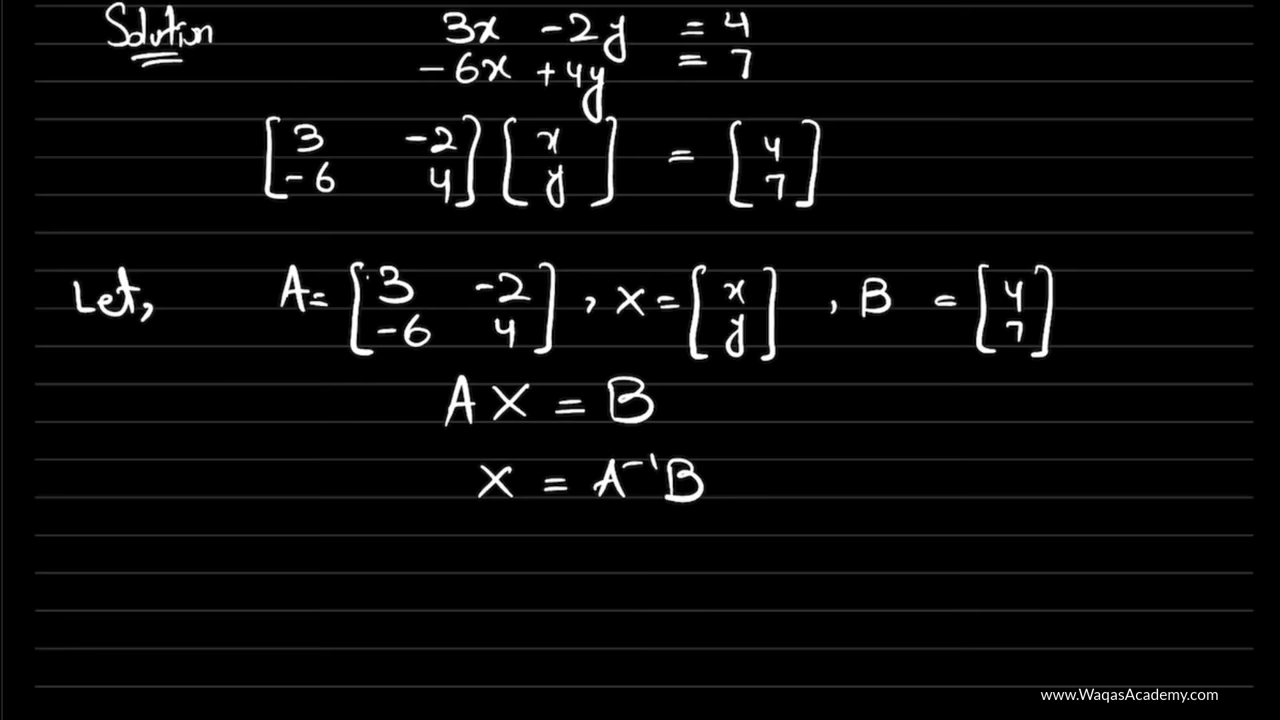 Solution 3x -2y = 4
-6x +4y = 7
[3 -2; -6 4] [x; y] = [4; 7]
Let, A= [3 -2; -6 4], X= [x; y], B = [4; 7]
AX = B
X = A⁻¹B
www.WaqasAcademy.com